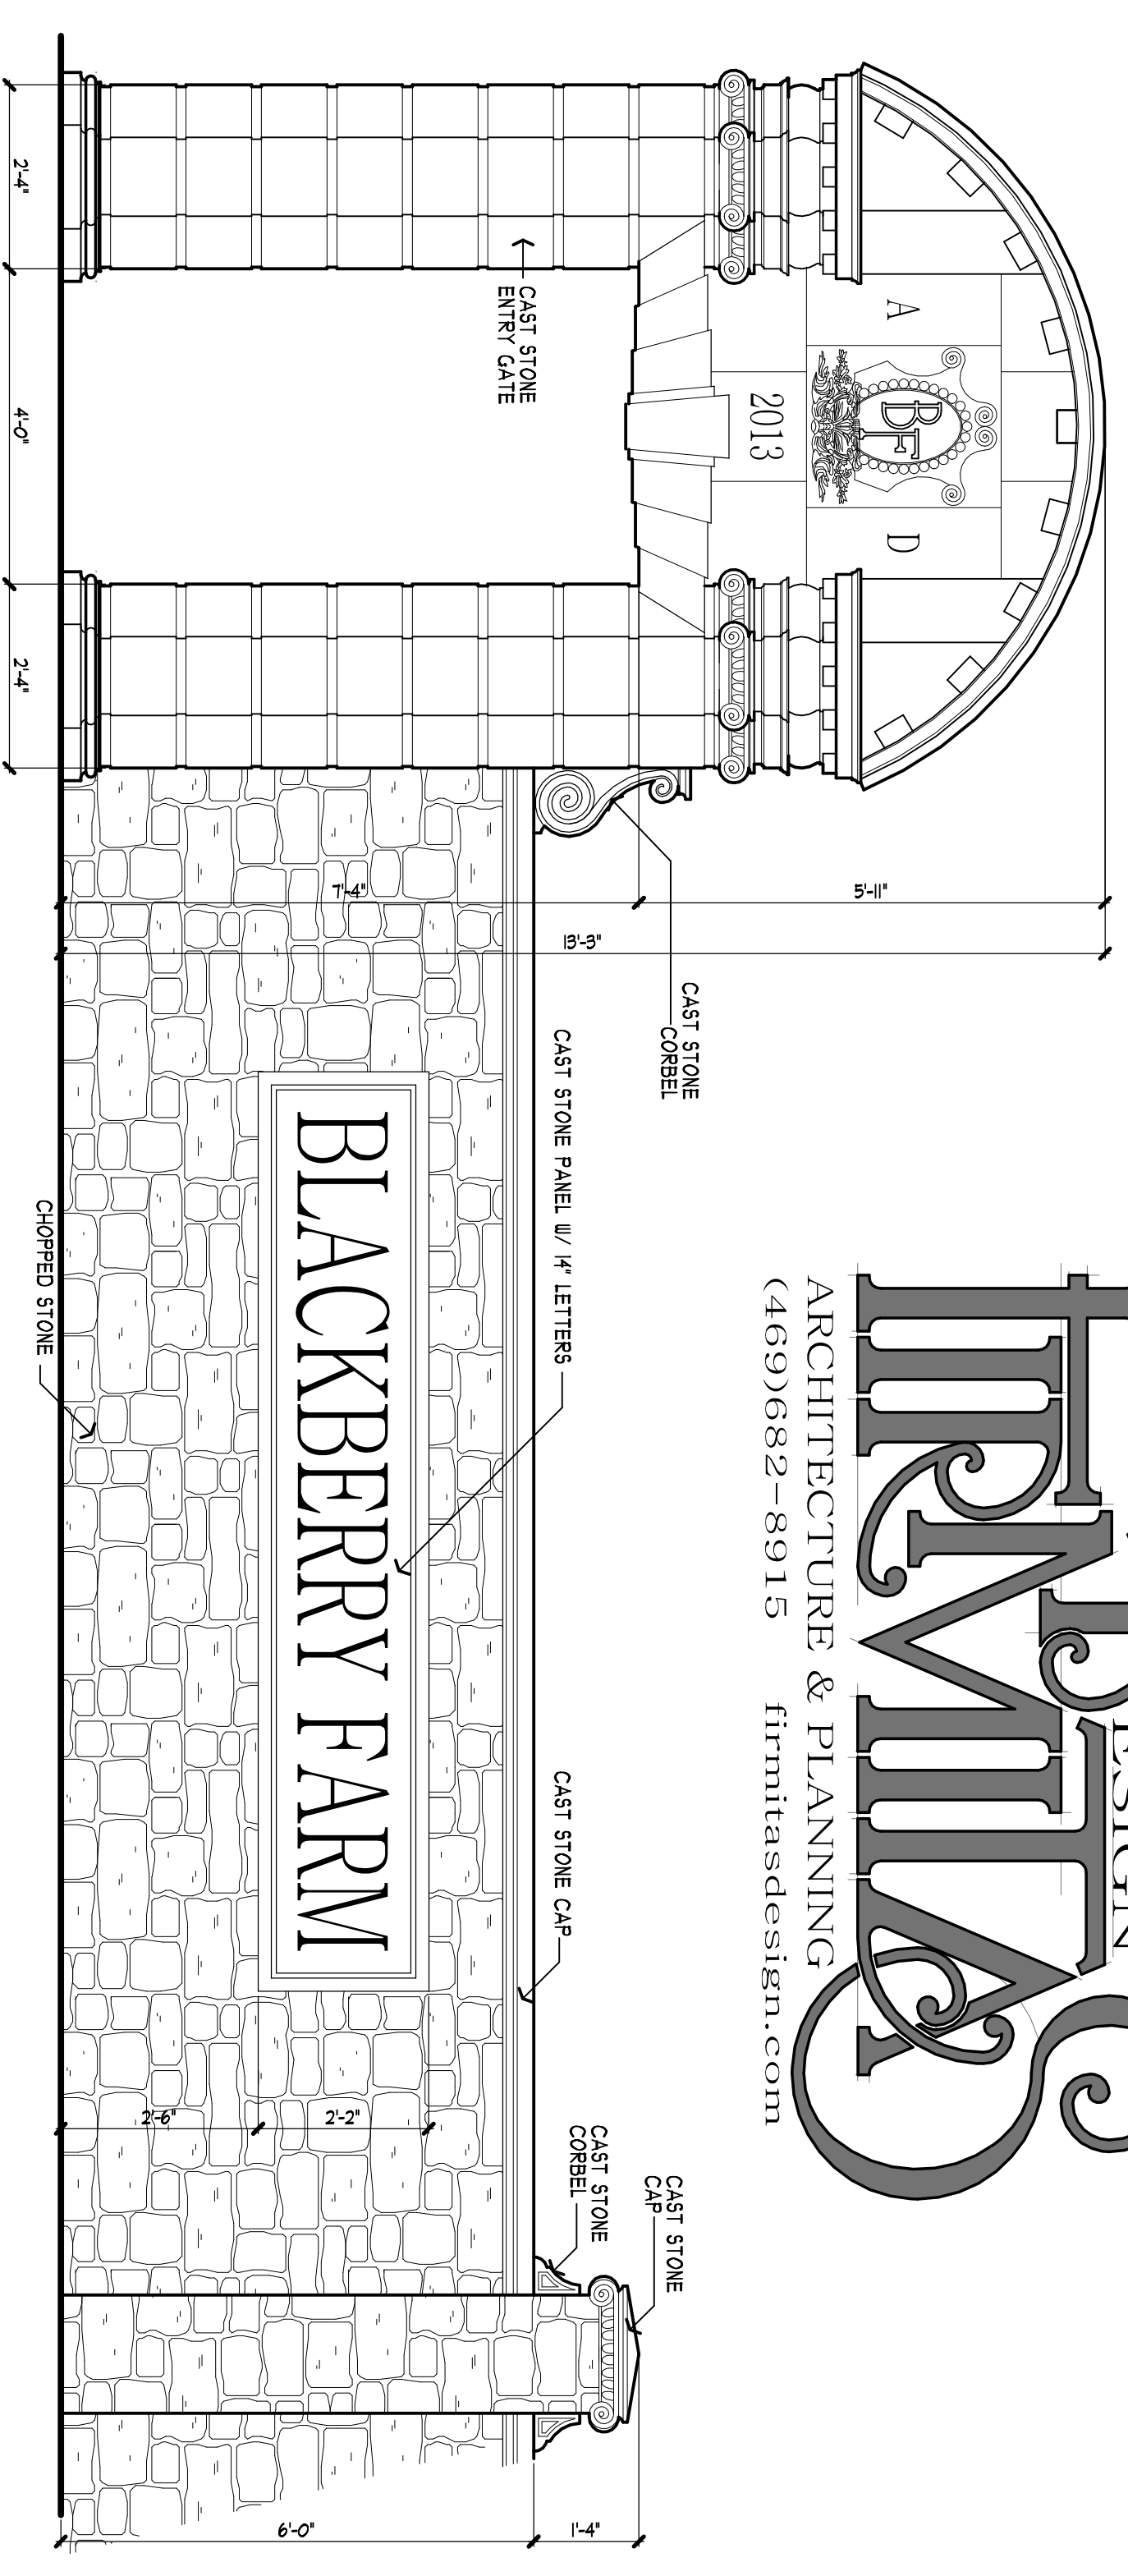 FIRMITAS
ESIGN
ARCHITECTURE & PLANNING
(469)682-8915 firmitasdesign.com
A
D
BF
2013
CAST STONE
ENTRY GATE
CAST STONE
CORBEL
5'-11"
7'-4"
13'-3"
CAST STONE PANEL W/ 14" LETTERS
CAST STONE CAP
CAST STONE
CORBEL
CAST STONE
CAP
BLACKBERRY FARM
2'-2"
2'-6"
1'-4"
6'-0"
CHOPPED STONE
2'-4"
4'-0"
2'-4"